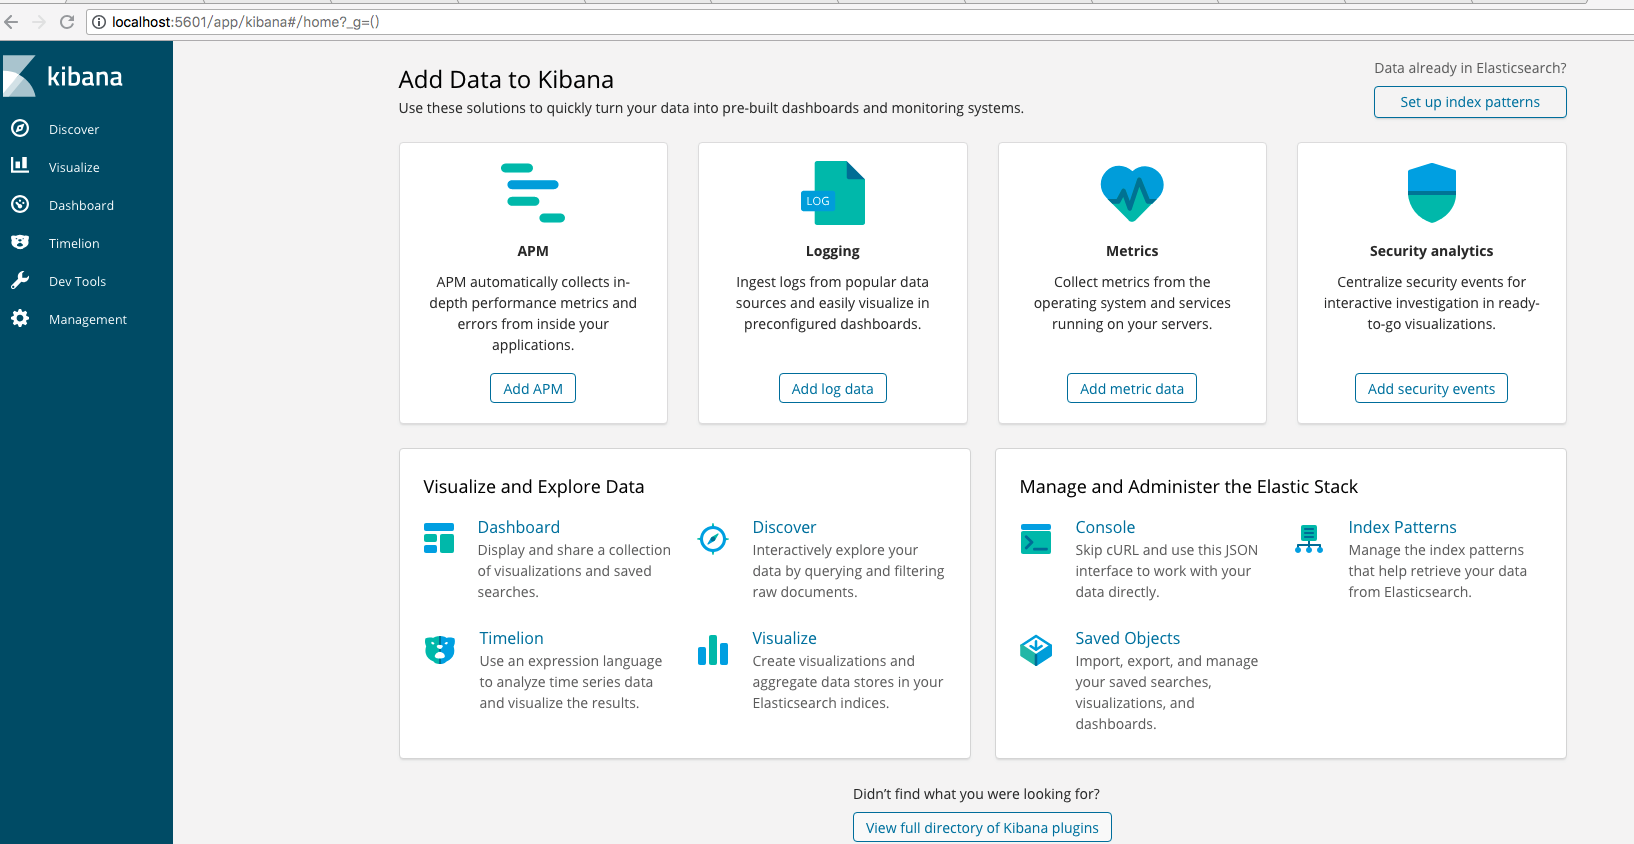 localhost:5601/app/kibana#/home?_g=()
kibana
Discover
Visualize
Dashboard
Timelion
Dev Tools
Management
Add Data to Kibana
Use these solutions to quickly turn your data into pre-built dashboards and monitoring systems.
Data already in Elasticsearch?
Set up index patterns
APM
APM automatically collects in-
depth performance metrics and
errors from inside your
applications.
Add APM
LOG
Logging
Ingest logs from popular data
sources and easily visualize in
preconfigured dashboards.
Add log data
Metrics
Collect metrics from the
operating system and services
running on your servers.
Add metric data
Security analytics
Centralize security events for
interactive investigation in ready-
to-go visualizations.
Add security events
Visualize and Explore Data
Dashboard
Display and share a collection
of visualizations and saved
searches.
Discover
Interactively explore your
data by querying and filtering
raw documents.
Timelion
Use an expression language
to analyze time series data
and visualize the results.
Visualize
Create visualizations and
aggregate data stores in your
Elasticsearch indices.
Manage and Administer the Elastic Stack
Console
Skip cURL and use this JSON
interface to work with your
data directly.
Index Patterns
Manage the index patterns
that help retrieve your data
from Elasticsearch.
Saved Objects
Import, export, and manage
your saved searches,
visualizations, and
dashboards.
Didn't find what you were looking for?
View full directory of Kibana plugins